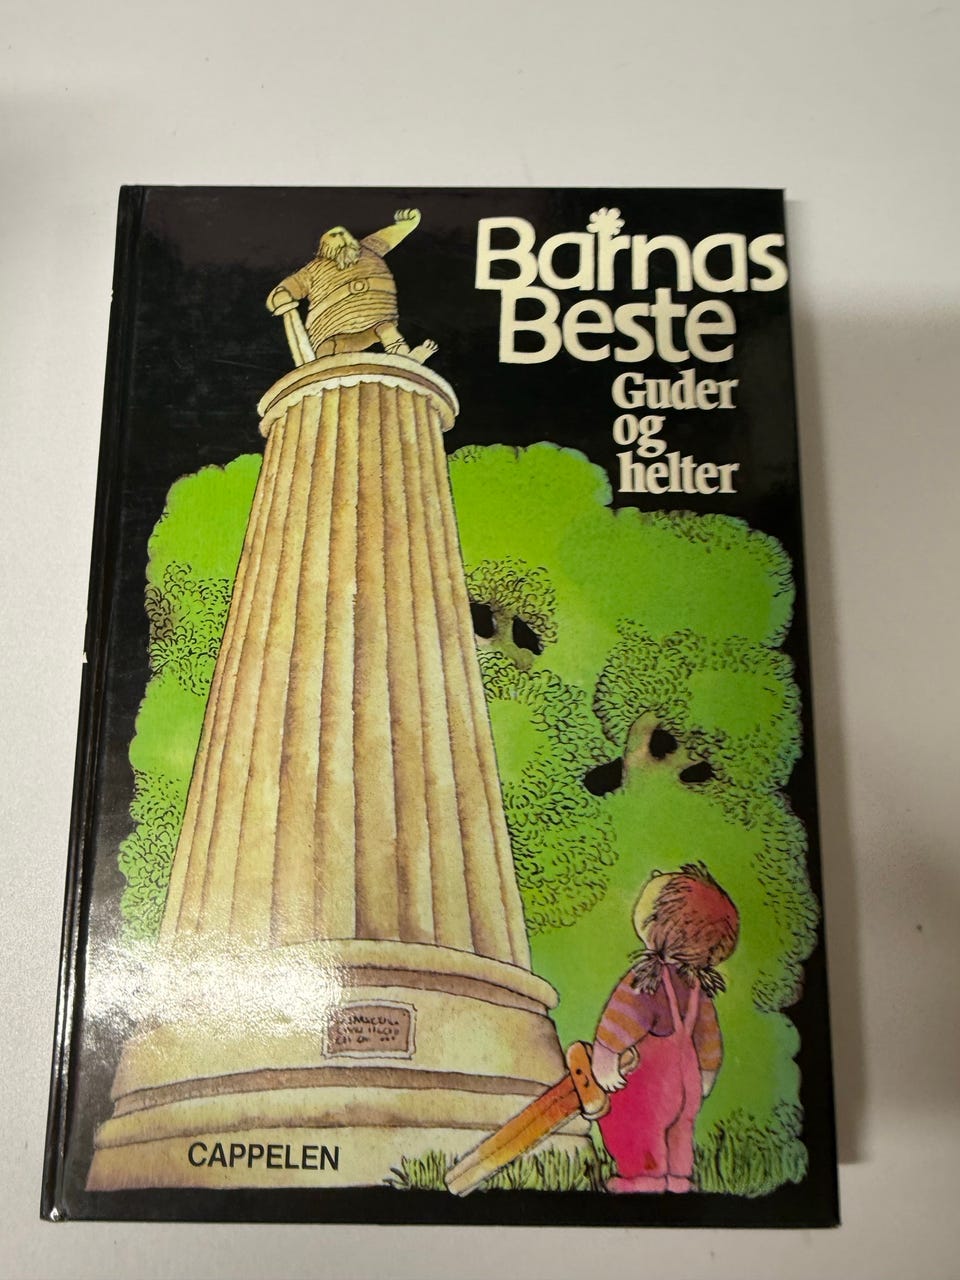 Barnas
Beste
Guder
og
helter
CAPPELEN